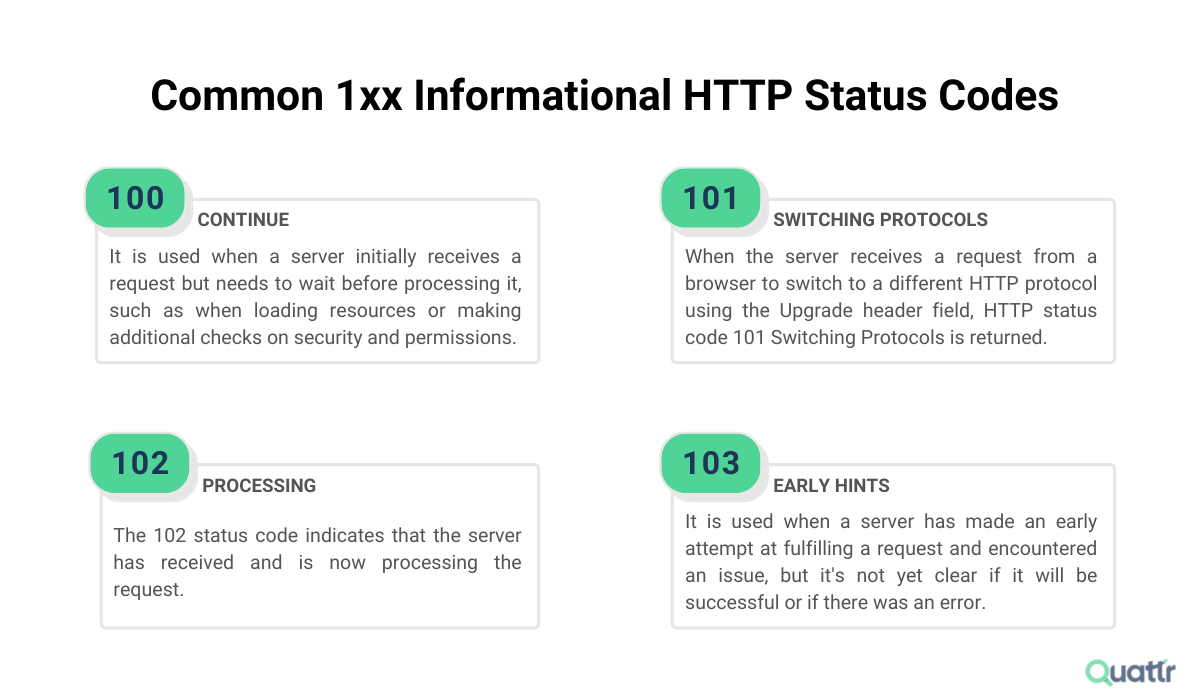 Common 1xx Informational HTTP Status Codes
100
CONTINUE
It is used when a server initially receives a
request but needs to wait before processing it,
such as when loading resources or making
additional checks on security and permissions.
101
SWITCHING PROTOCOLS
When the server receives a request from a
browser to switch to a different HTTP protocol
using the Upgrade header field, HTTP status
code 101 Switching Protocols is returned.
102
PROCESSING
The 102 status code indicates that the server
has received and is now processing the
request.
103
EARLY HINTS
It is used when a server has made an early
attempt at fulfilling a request and encountered
an issue, but it's not yet clear if it will be
successful or if there was an error.
Quattr